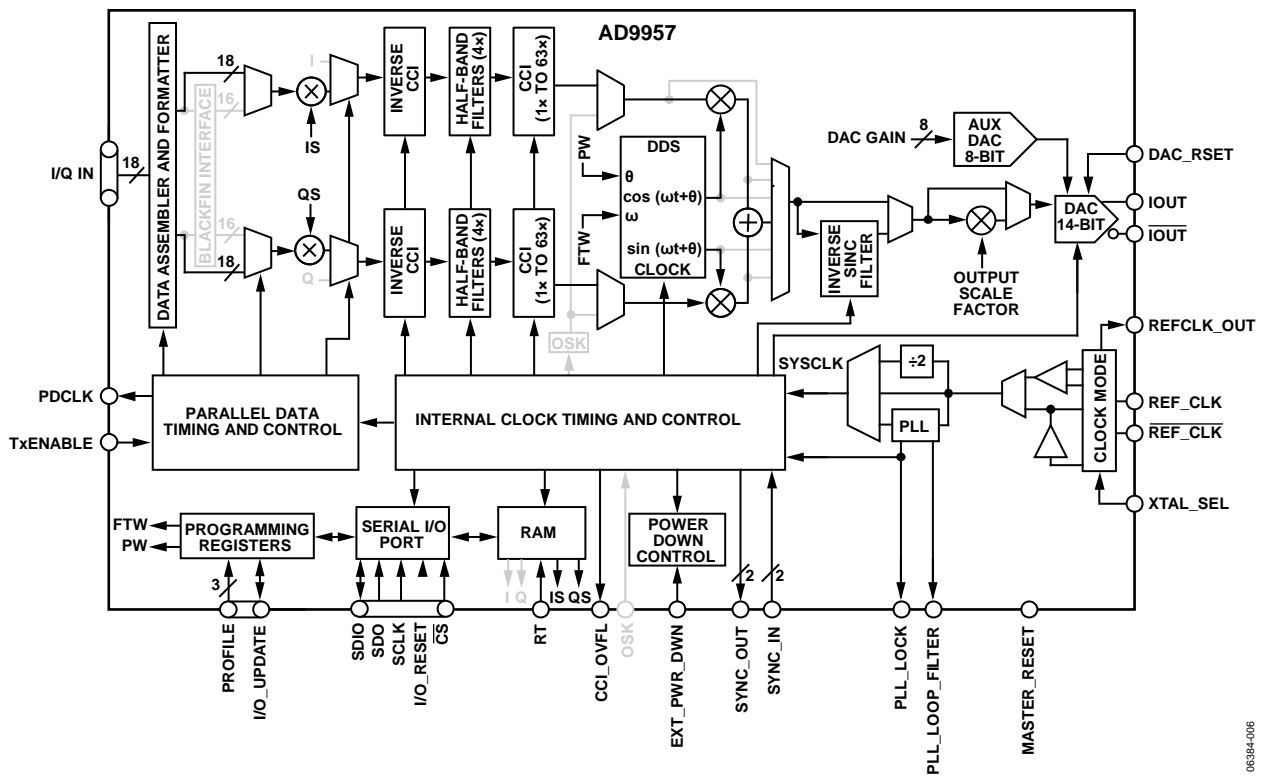 AD9957
I/Q IN
18
DATA ASSEMBLER AND FORMATTER
18
16
BLACKFIN INTERFACE
16
18
IS
QS
I
Q
INVERSE
CCI
HALF-BAND
FILTERS (4×)
CCI
(1× TO 63×)
INVERSE
CCI
HALF-BAND
FILTERS (4×)
CCI
(1× TO 63×)
OSK
PW
FTW
DDS
θ
cos (ωt+θ)
ω
sin (ωt+θ)
CLOCK
INVERSE
SINC
FILTER
OUTPUT
SCALE
FACTOR
DAC GAIN
8
AUX
DAC
8-BIT
DAC
14-BIT
DAC_RSET
IOUT
IOUT
REFCLK_OUT
REF_CLK
REF_CLK
XTAL_SEL
CLOCK MODE
SYSCLK
÷2
PLL
PDCLK
TxENABLE
PARALLEL DATA
TIMING AND CONTROL
INTERNAL CLOCK TIMING AND CONTROL
FTW
PW
PROGRAMMING
REGISTERS
SERIAL I/O
PORT
RAM
POWER
DOWN
CONTROL
3
I
Q
IS
QS
2
2
PROFILE
I/O_UPDATE
SDIO
SDO
SCLK
I/O_RESET
CS
RT
CCI_OVFL
OSK
EXT_PWR_DWN
SYNC_OUT
SYNC_IN
PLL_LOCK
PLL_LOOP_FILTER
MASTER_RESET
06384-006